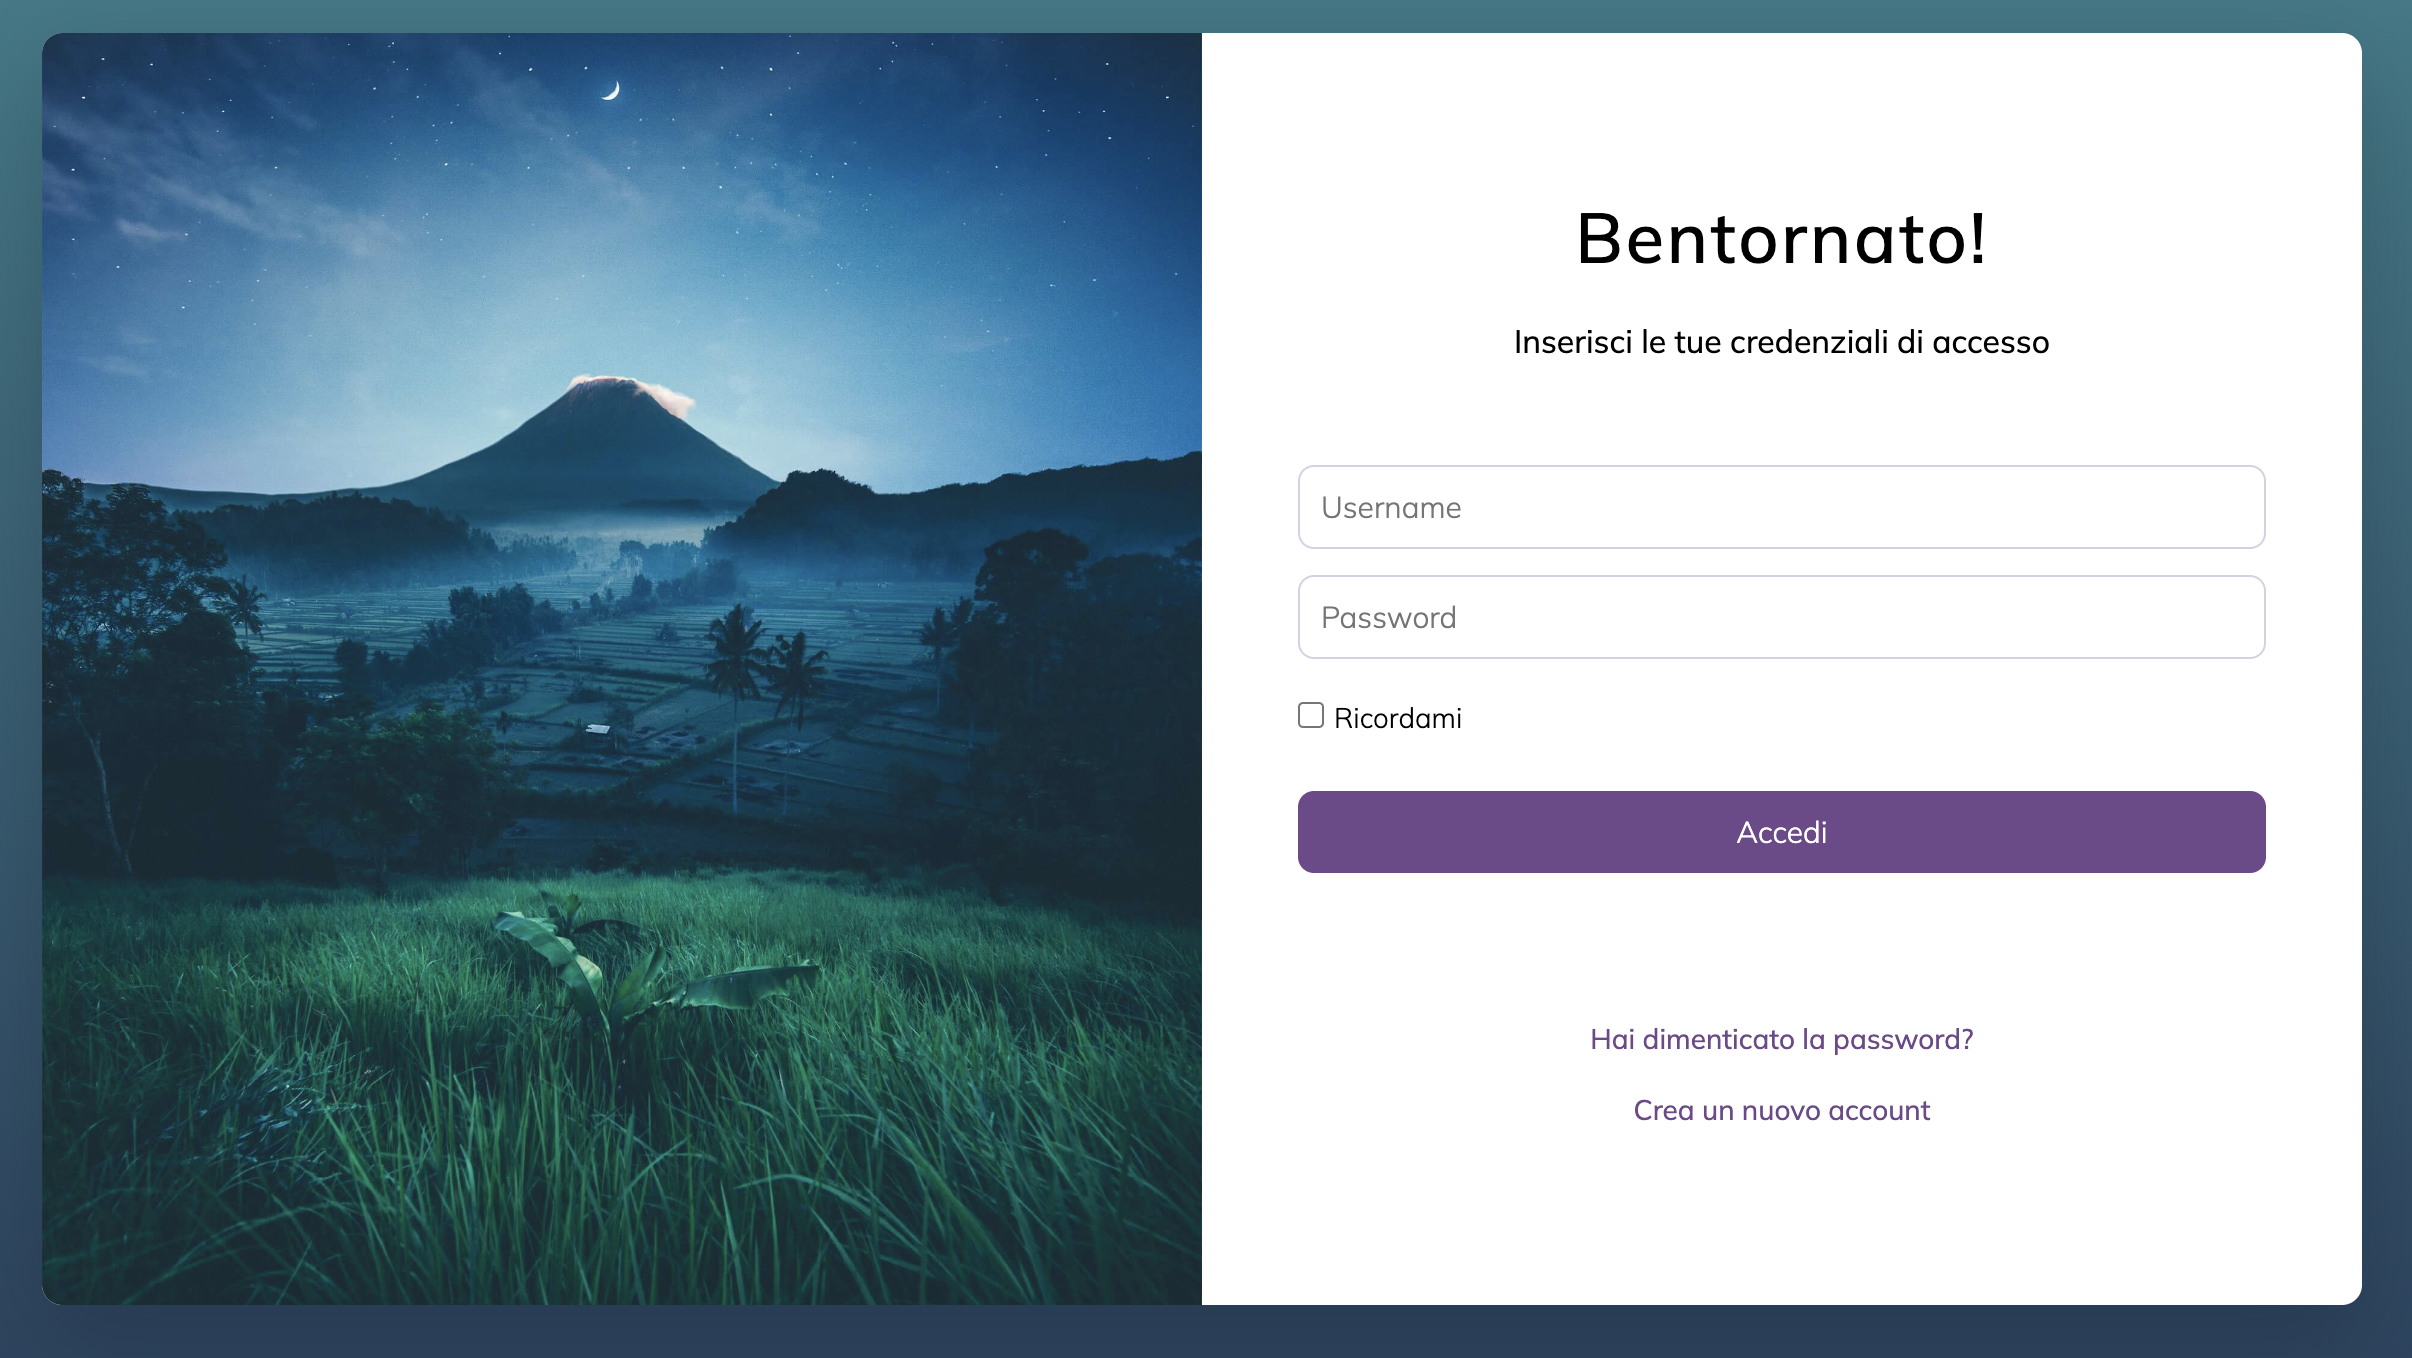 Bentornato!
Inserisci le tue credenziali di accesso
Username
Password
Ricordami
Accedi
Hai dimenticato la password?
Crea un nuovo account